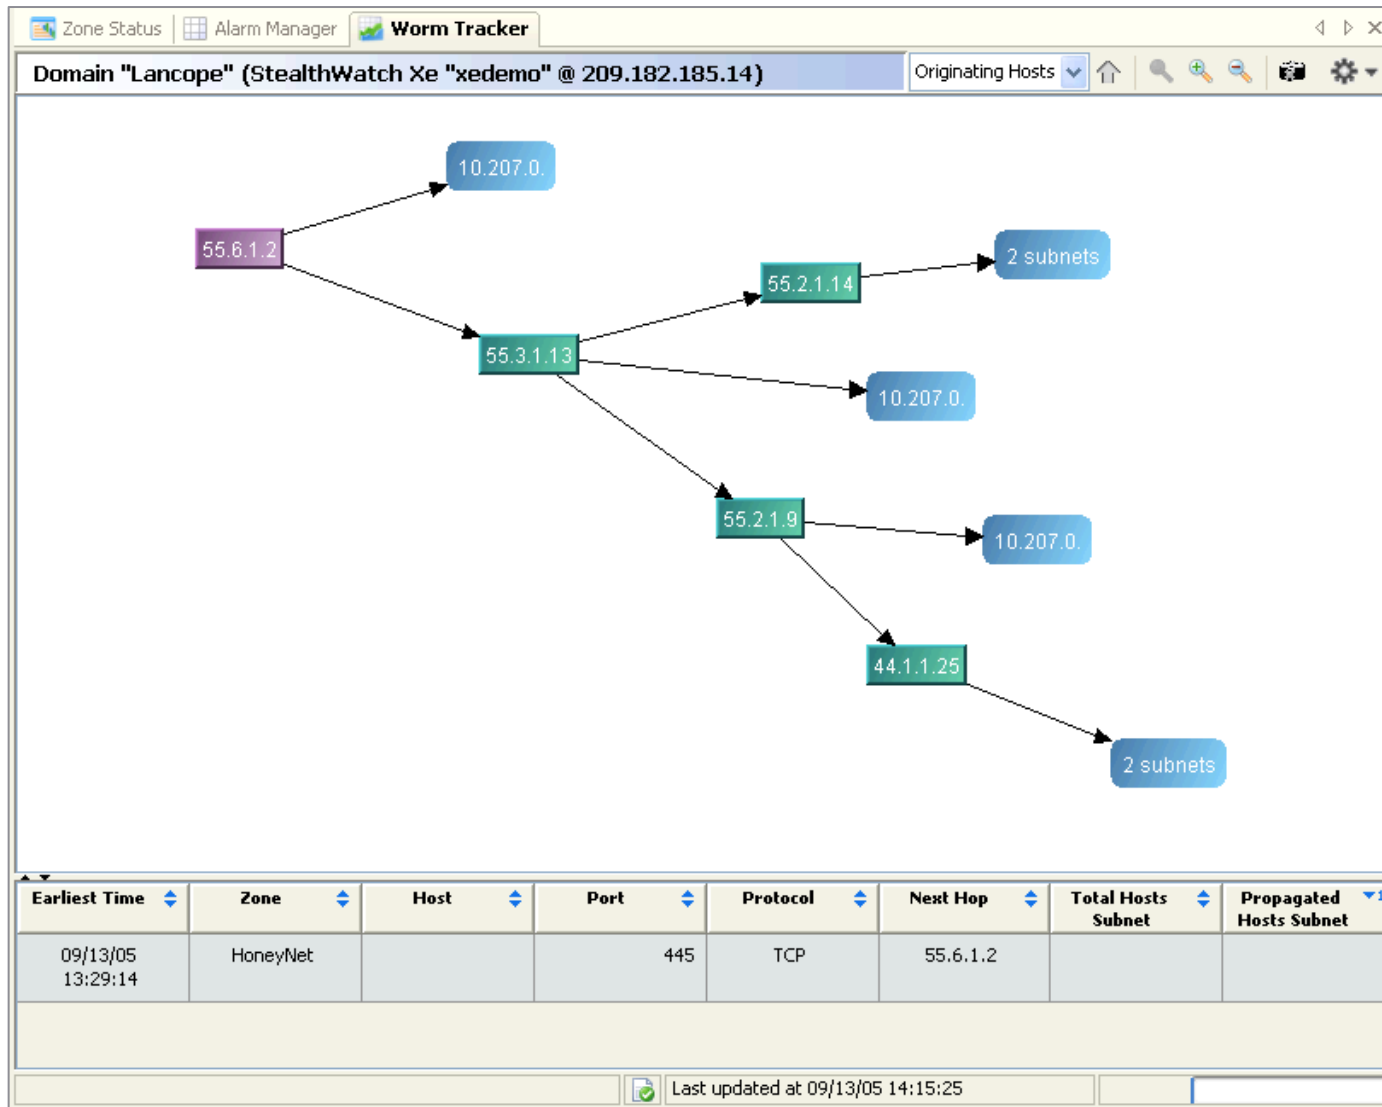 Zone Status
Alarm Manager
Worm Tracker
Domain "Lancope" (StealthWatch Xe "xedemo" @ 209.182.185.14)
Originating Hosts
10.207.0.
55.6.1.2
2 subnets
55.2.1.14
55.3.1.13
10.207.0.
55.2.1.9
10.207.0.
44.1.1.25
2 subnets
Earliest Time Zone Host Port Protocol Next Hop Total Hosts Subnet Propagated Hosts Subnet
09/13/05 13:29:14 HoneyNet 445 TCP 55.6.1.2
Last updated at 09/13/05 14:15:25